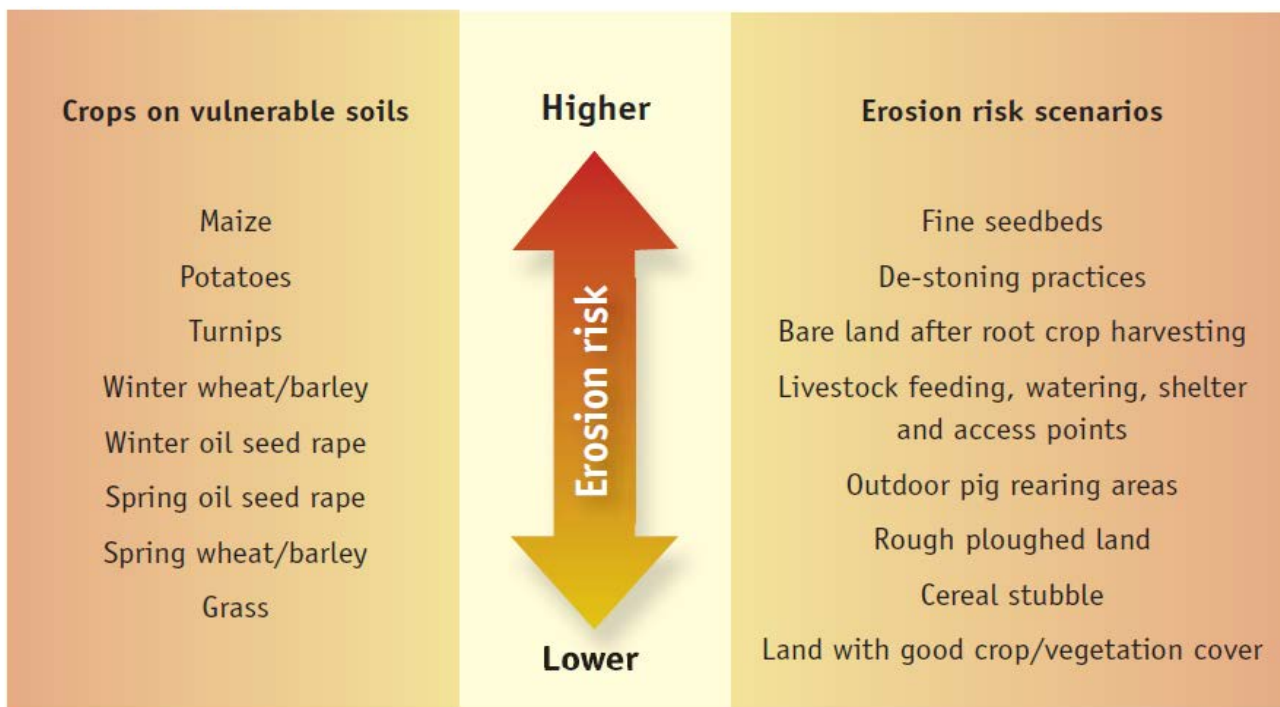 Crops on vulnerable soils
Maize
Potatoes
Turnips
Winter wheat/barley
Winter oil seed rape
Spring oil seed rape
Spring wheat/barley
Grass
Higher
Erosion risk
Lower
Erosion risk scenarios
Fine seedbeds
De-stoning practices
Bare land after root crop harvesting
Livestock feeding, watering, shelter
and access points
Outdoor pig rearing areas
Rough ploughed land
Cereal stubble
Land with good crop/vegetation cover